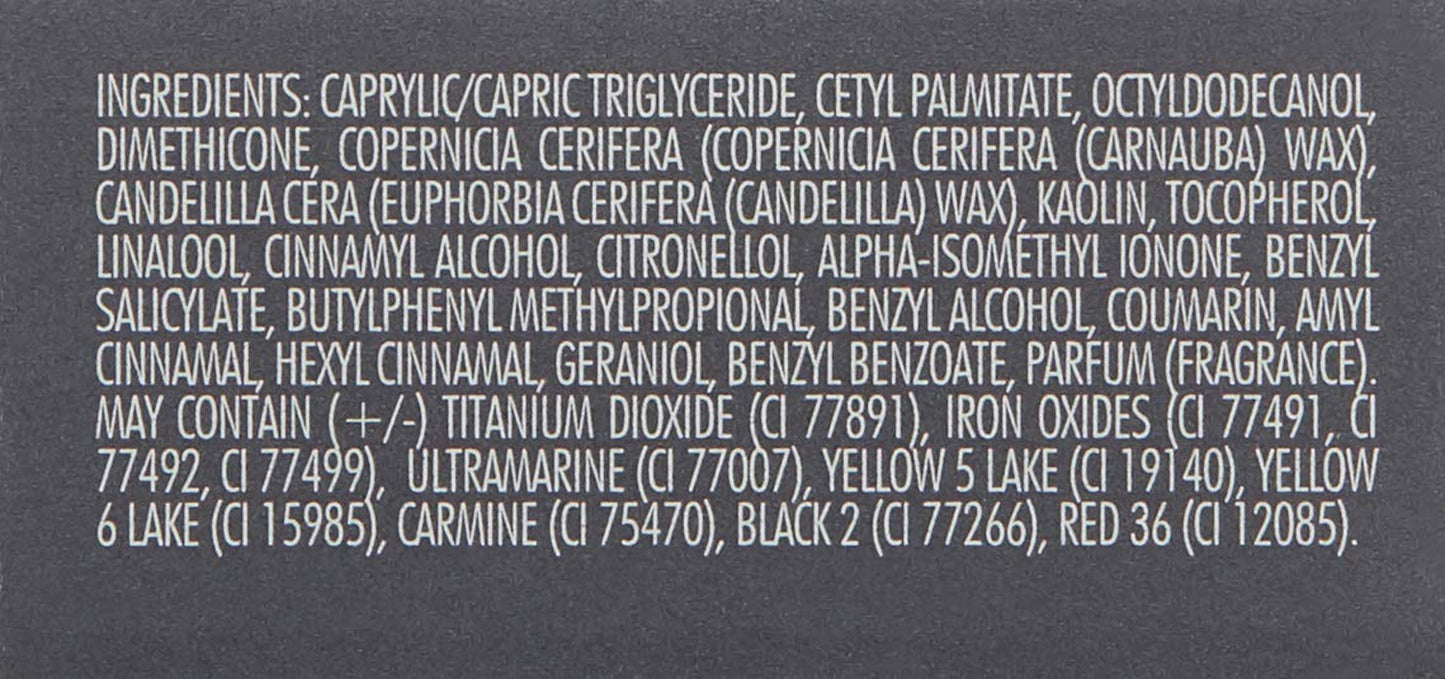 INGREDIENTS: CAPRYLIC/CAPRIC TRIGLYCERIDE, CETYL PALMITATE, OCTYLDODECANOL,
DIMETHICONE, COPERNICIA CERIFERA (COPERNICIA CERIFERA (CARNAUBA) WAX),
CANDELILLA CERA (EUPHORBIA CERIFERA (CANDELILLA) WAX), KAOLIN, TOCOPHEROL,
LINALOOL, CINNAMYL ALCOHOL, CITRONELLOL, ALPHA-ISOMETHYL IONONE, BENZYL
SALICYLATE, BUTYLPHENYL METHYLPROPIONAL, BENZYL ALCOHOL, COUMARIN, AMYL
CINNAMAL, HEXYL CINNAMAL, GERANIOL, BENZYL BENZOATE, PARFUM (FRAGRANCE).
MAY CONTAIN (+/-) TITANIUM DIOXIDE (CI 77891), IRON OXIDES (CI 77491, CI
77492, CI 77499), ULTRAMARINE (CI 77007), YELLOW 5 LAKE (CI 19140), YELLOW
6 LAKE (CI 15985), CARMINE (CI 75470), BLACK 2 (CI 77266), RED 36 (CI 12085).